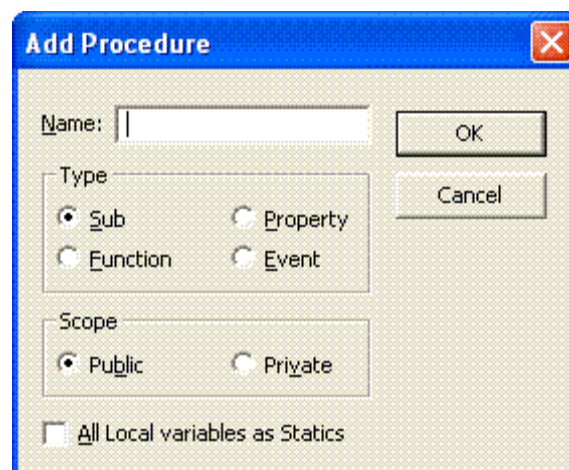 Add Procedure
Name:
OK
Cancel
Type
Sub
Property
Function
Event
Scope
Public
Private
All Local variables as Statics